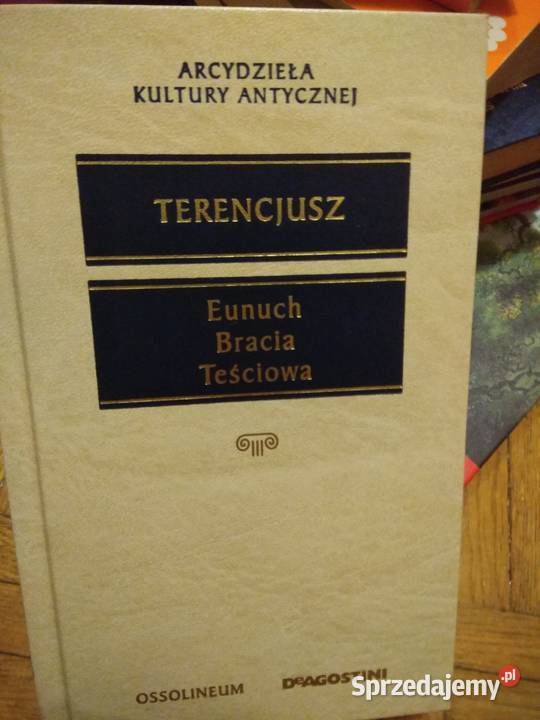 ARCYDZIEŁA
KULTURY ANTYCZNEJ
TERENCJUSZ
Eunuch
Bracia
Teściowa
OSSOLINEUM DeAGOSTINI
Sprzedajemy.pl